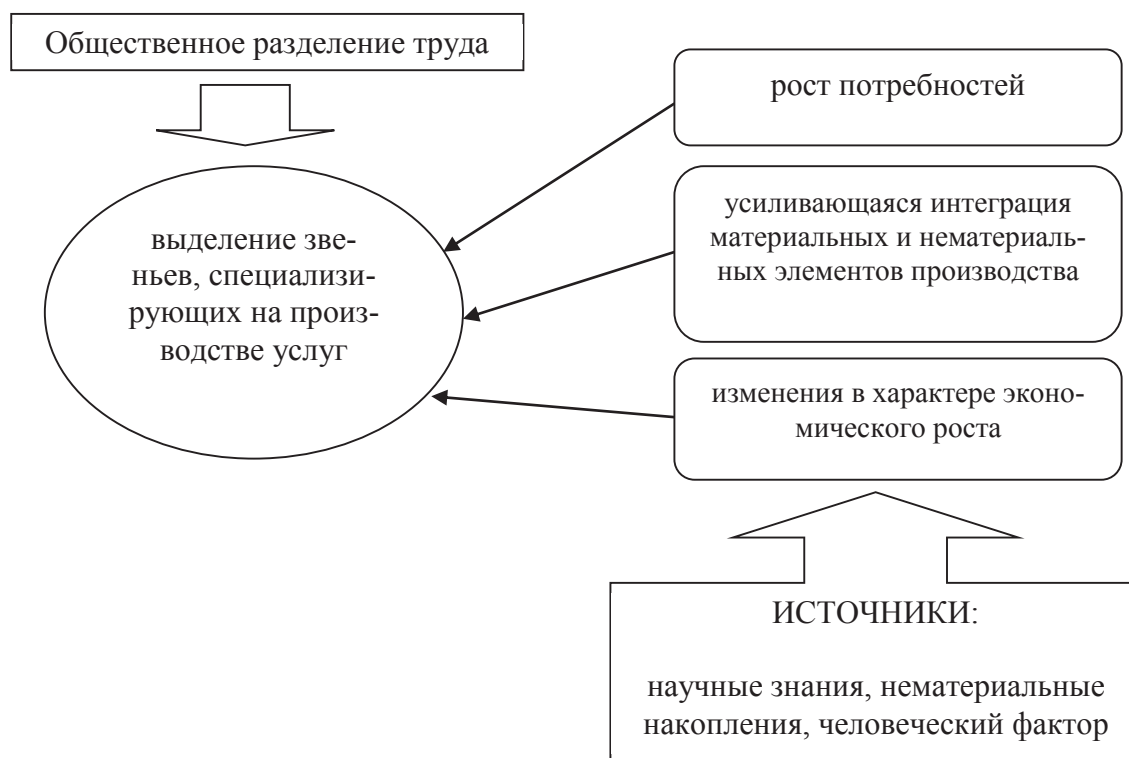 Общественное разделение труда
выделение зве-
ньев, специализи-
рующих на произ-
водстве услуг
рост потребностей
усиливающаяся интеграция
материальных и нематериаль-
ных элементов производства
изменения в характере эконо-
мического роста
ИСТОЧНИКИ:
научные знания, нематериальные
накопления, человеческий фактор